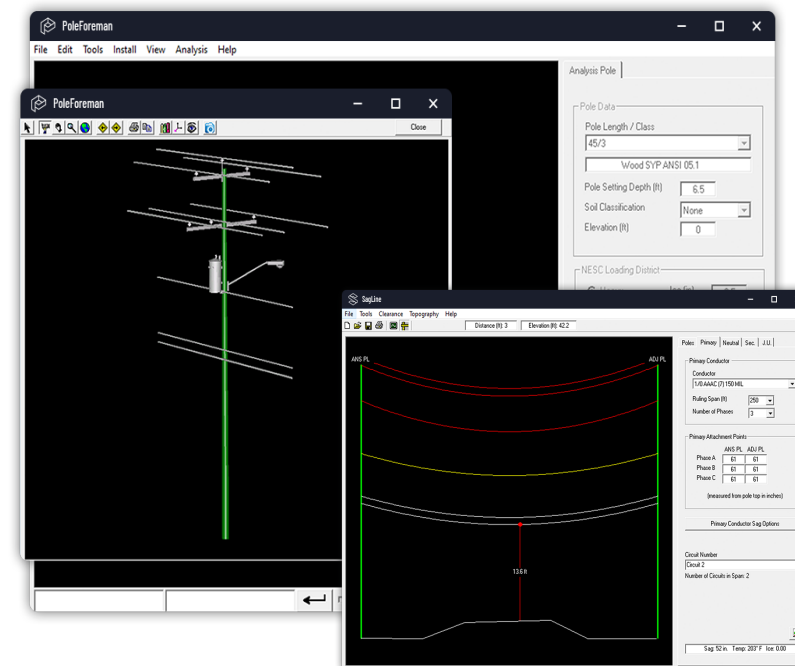 PoleForeman
File Edit Tools Install View Analysis Help
Analysis Pole
Pole Data
Pole Length / Class
45/3
Wood SYP ANSI 05.1
Pole Setting Depth (ft) 6.5
Soil Classification None
Elevation (ft) 0
NESC Loading District
PoleForeman
Close
SagLine
File Tools Clearance Topography Help
Distance (ft): 3 Elevation (ft): 42.2
ANS PL ADJ PL
13.6 ft
Poles Primary Neutral Sec. J.U.
Primary Conductor
Conductor
1/0 AAAC (7) 150 MIL
Ruling Span (ft) 250
Number of Phases 3
Primary Attachment Points
ANS PL ADJ PL
Phase A 61 61
Phase B 61 61
Phase C 61 61
(measured from pole top in inches)
Primary Conductor Sag Options
Circuit Number
Circuit 2
Number of Circuits in Span: 2
Sag: 52 in. Temp: 203° F Ice: 0.00